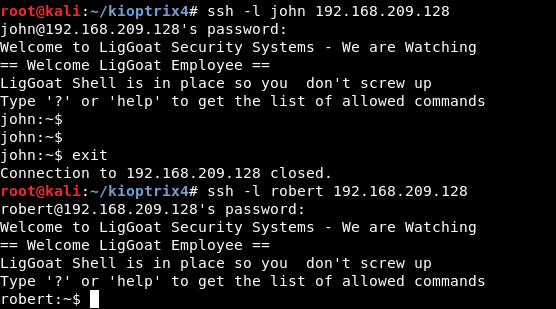 root@kali:~/kioptrix4# ssh -l john 192.168.209.128
john@192.168.209.128's password:
Welcome to LigGoat Security Systems - We are Watching
== Welcome LigGoat Employee ==
LigGoat Shell is in place so you  don't screw up
Type '?' or 'help' to get the list of allowed commands
john:~$
john:~$
john:~$ exit
Connection to 192.168.209.128 closed.
root@kali:~/kioptrix4# ssh -l robert 192.168.209.128
robert@192.168.209.128's password:
Welcome to LigGoat Security Systems - We are Watching
== Welcome LigGoat Employee ==
LigGoat Shell is in place so you  don't screw up
Type '?' or 'help' to get the list of allowed commands
robert:~$